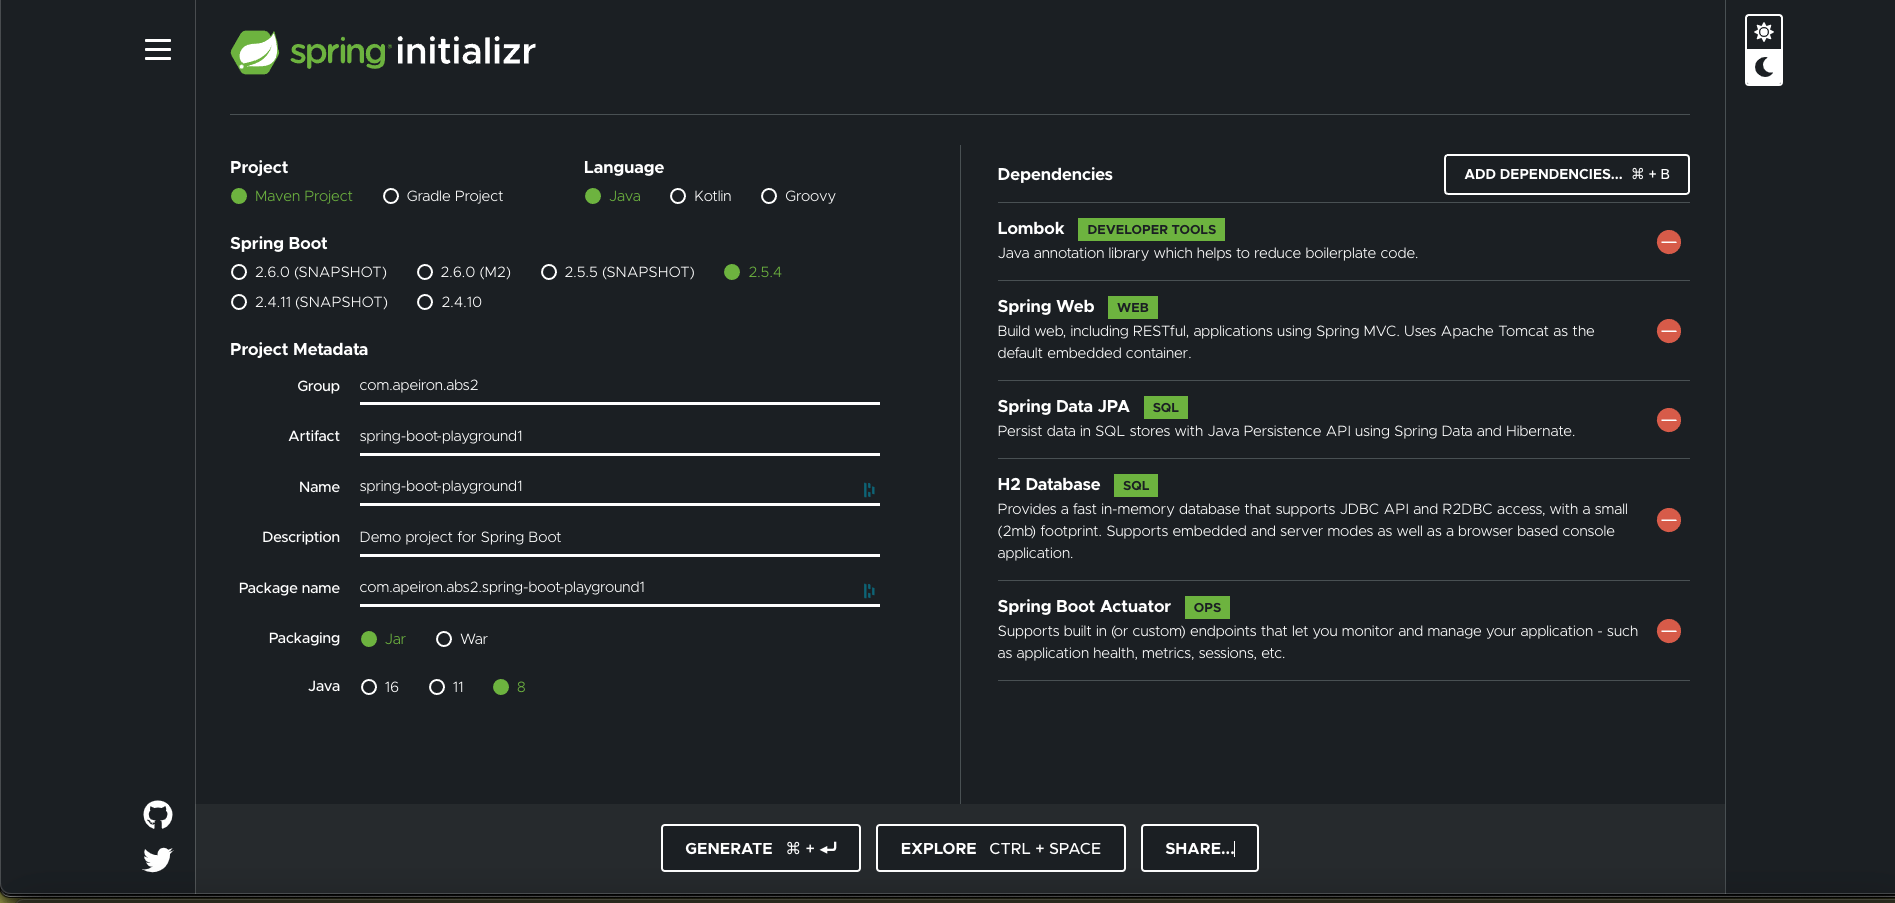 spring initializr
Project
Maven Project Gradle Project
Language
Java Kotlin Groovy
Spring Boot
2.6.0 (SNAPSHOT) 2.6.0 (M2) 2.5.5 (SNAPSHOT) 2.5.4
2.4.11 (SNAPSHOT) 2.4.10
Project Metadata
Group com.apeiron.abs2
Artifact spring-boot-playground1
Name spring-boot-playground1
Description Demo project for Spring Boot
Package name com.apeiron.abs2.spring-boot-playground1
Packaging Jar War
Java 16 11 8
Dependencies
ADD DEPENDENCIES... ⌘ + B
Lombok DEVELOPER TOOLS
Java annotation library which helps to reduce boilerplate code.
Spring Web WEB
Build web, including RESTful, applications using Spring MVC. Uses Apache Tomcat as the
default embedded container.
Spring Data JPA SQL
Persist data in SQL stores with Java Persistence API using Spring Data and Hibernate.
H2 Database SQL
Provides a fast in-memory database that supports JDBC API and R2DBC access, with a small
(2mb) footprint. Supports embedded and server modes as well as a browser based console
application.
Spring Boot Actuator OPS
Supports built in (or custom) endpoints that let you monitor and manage your application - such
as application health, metrics, sessions, etc.
GENERATE ⌘ + ↵
EXPLORE CTRL + SPACE
SHARE...